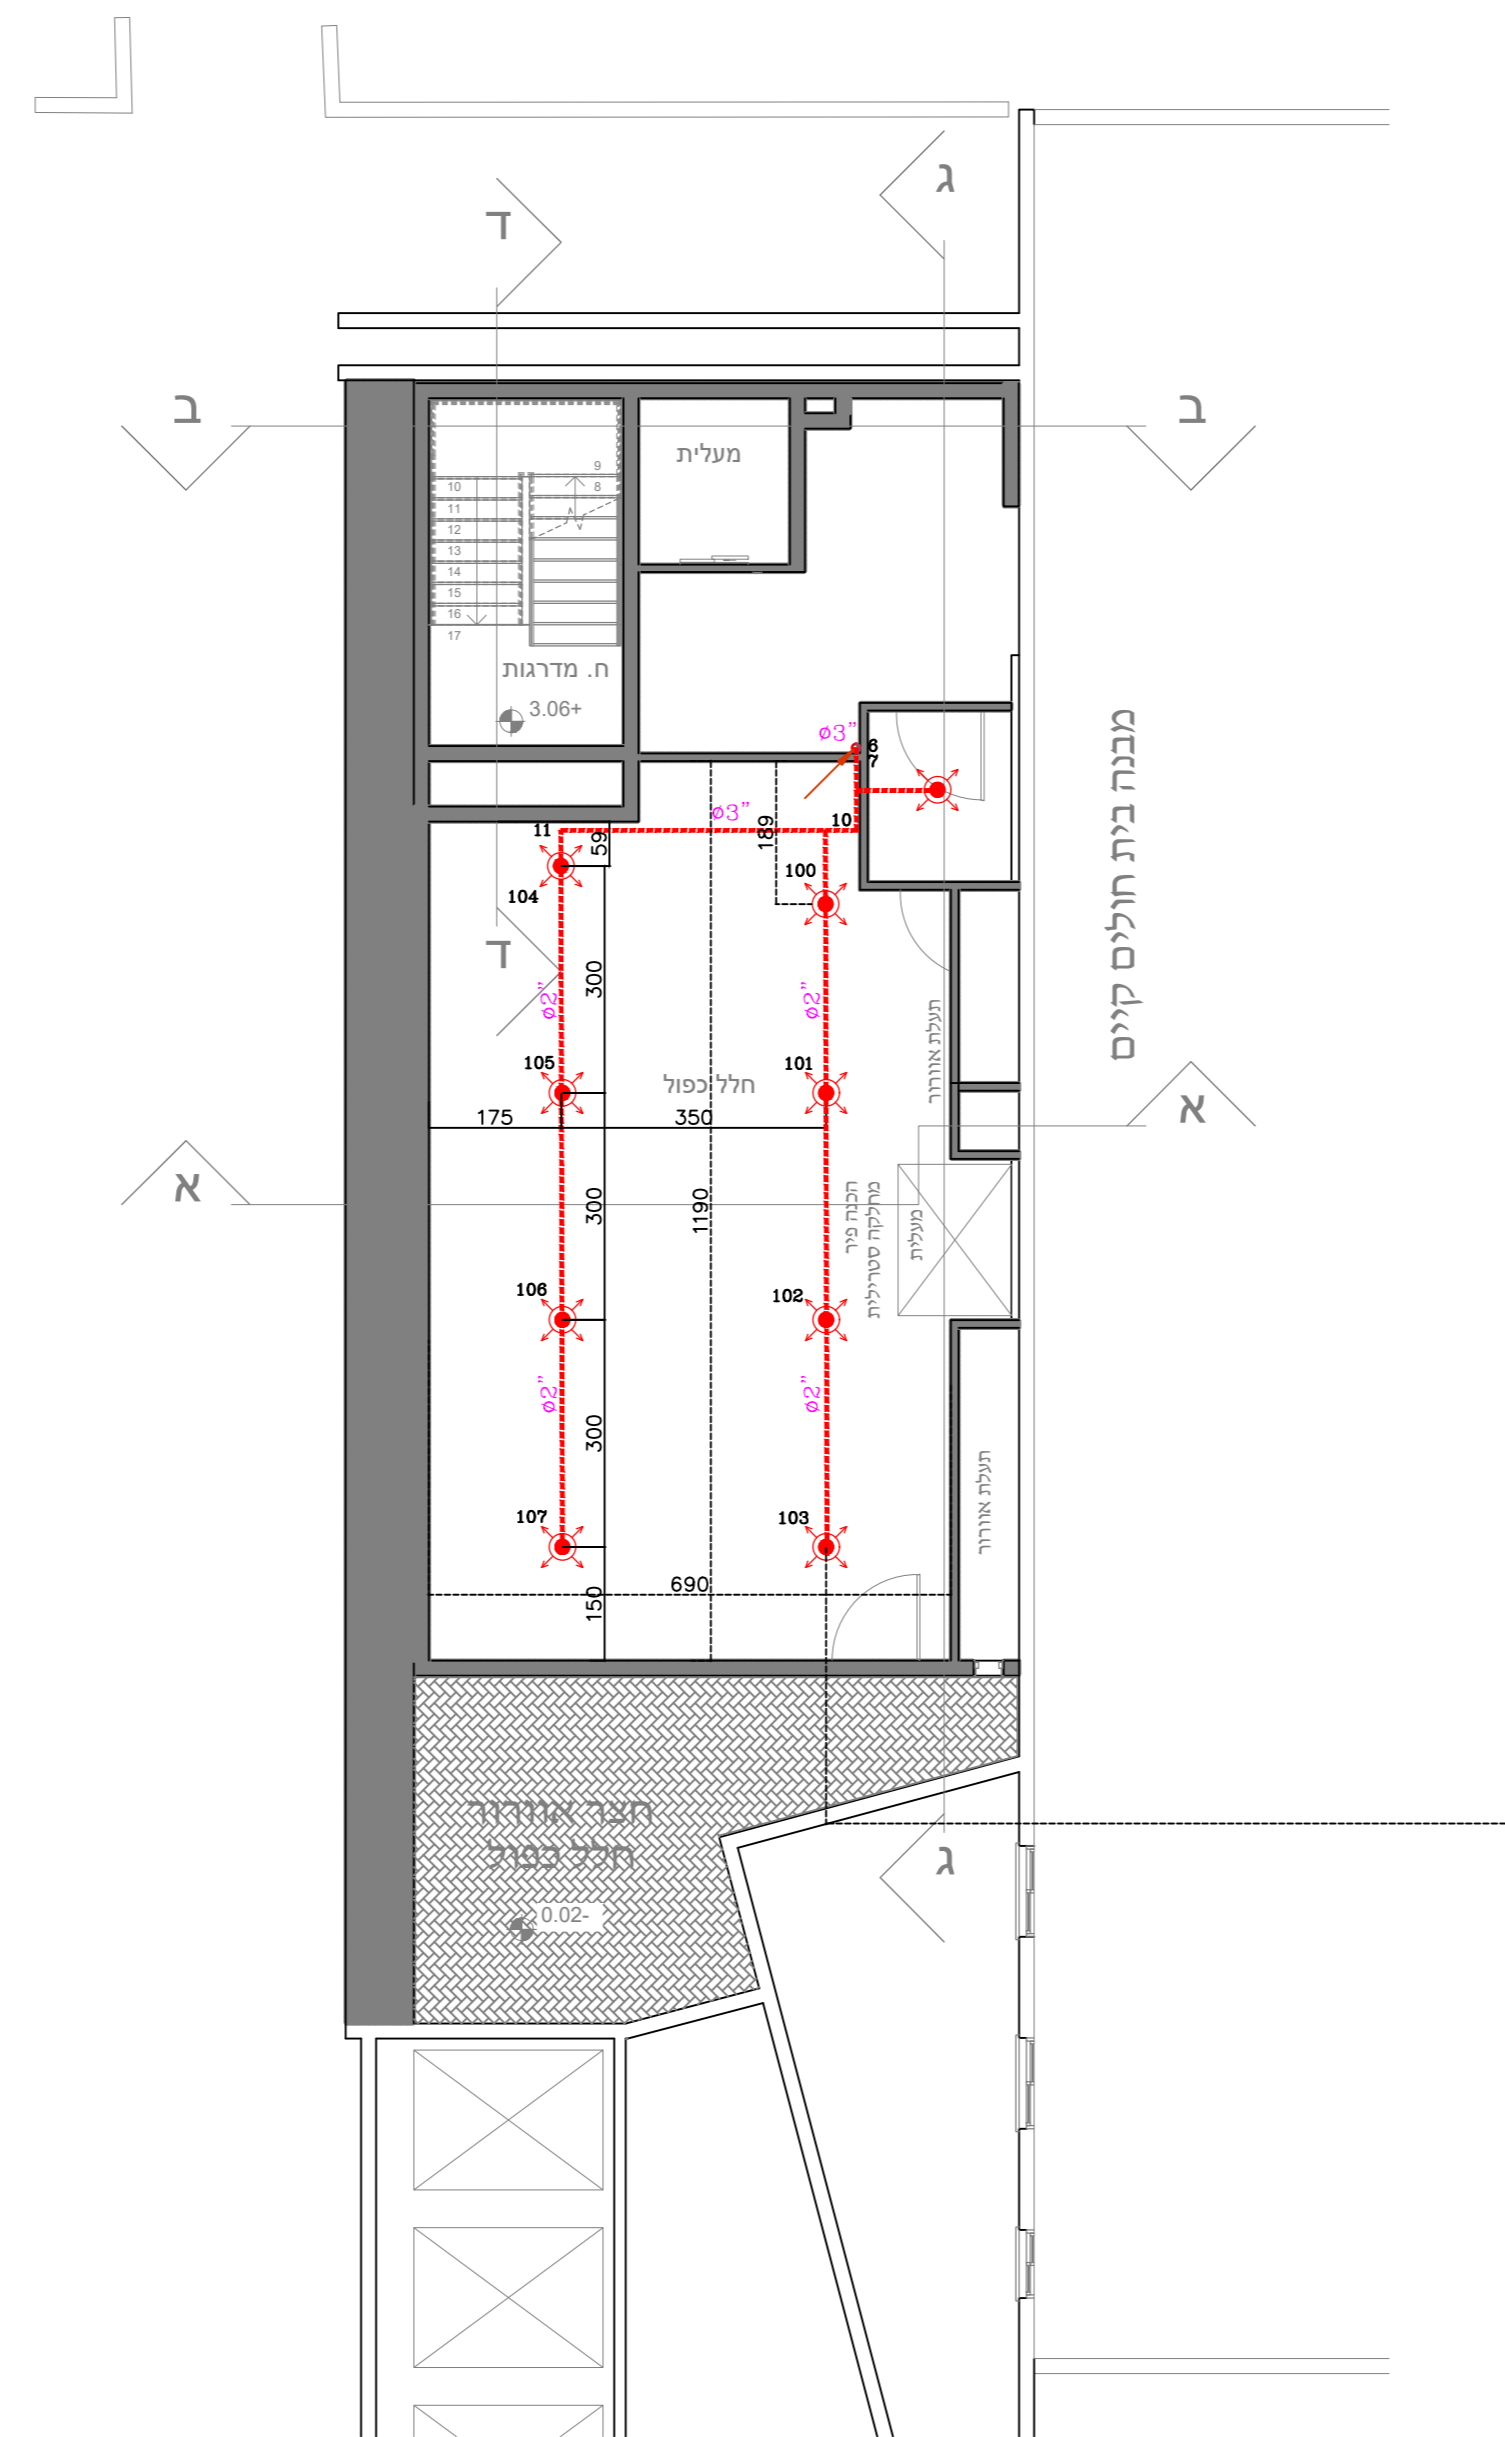 ג
ד
ב
ב
מעלית
9
8
10
11
12
13
14
15
16
17
ח. מדרגות
3.06+
ø3"
6
7
מבנה בית חולים קיים
ø3"
10
11
59
189
100
104
ד
300
ø2"
ø2"
תעלת אוורור
105
101
חלל כפול
175
350
א
א
300
1190
הכנה פיר
מחלקה סטרילית
מעלית
106
102
ø2"
ø2"
300
תעלת אוורור
107
103
690
150
חצר אוורור
חלל כפול
ג
0.02-